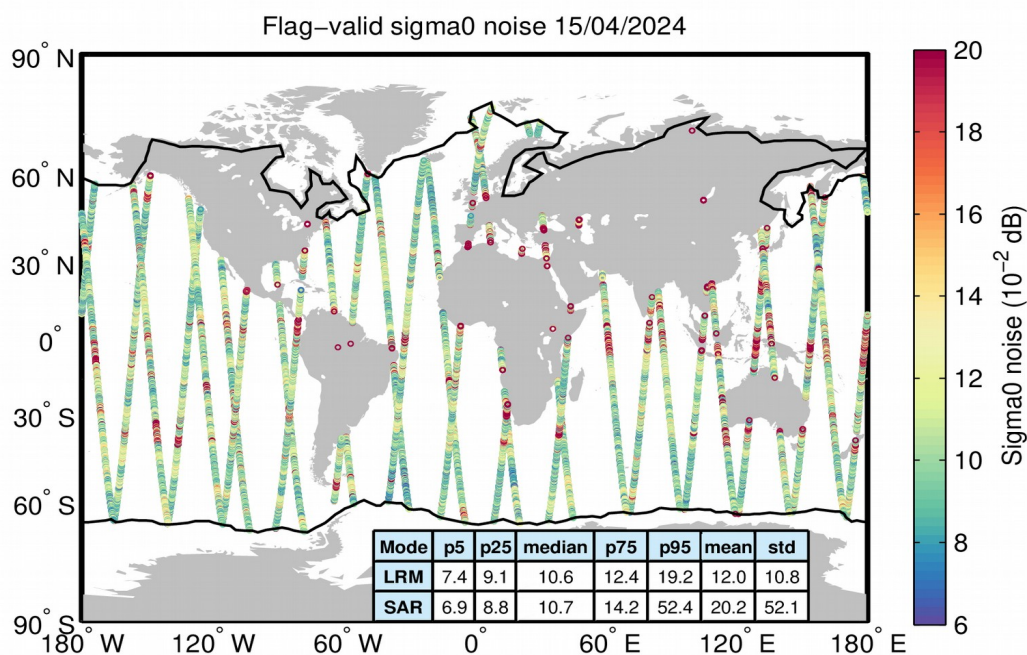 Flag−valid sigma0 noise 15/04/2024
90° N
60° N
30° N
0°
30° S
60° S
90° S
180° W
120° W
60° W
0°
60° E
120° E
180° E
20
18
16
14
12
10
8
6
Sigma0 noise (10⁻² dB)
Mode p5 p25 median p75 p95 mean std
LRM 7.4 9.1 10.6 12.4 19.2 12.0 10.8
SAR 6.9 8.8 10.7 14.2 52.4 20.2 52.1